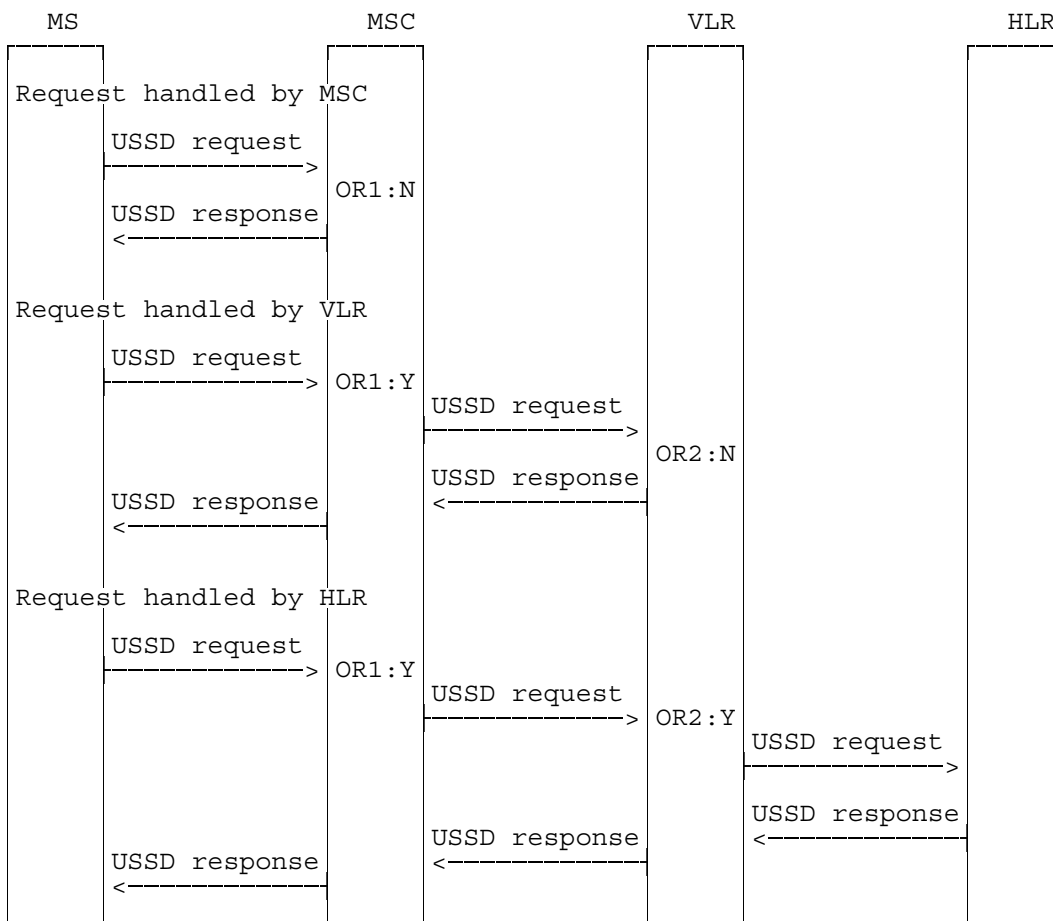 MS MSC VLR HLR
Request handled by MSC
USSD request
OR1:N
USSD response
Request handled by VLR
USSD request
OR1:Y
USSD request
OR2:N
USSD response
USSD response
Request handled by HLR
USSD request
OR1:Y
USSD request
OR2:Y
USSD request
USSD response
USSD response
USSD response